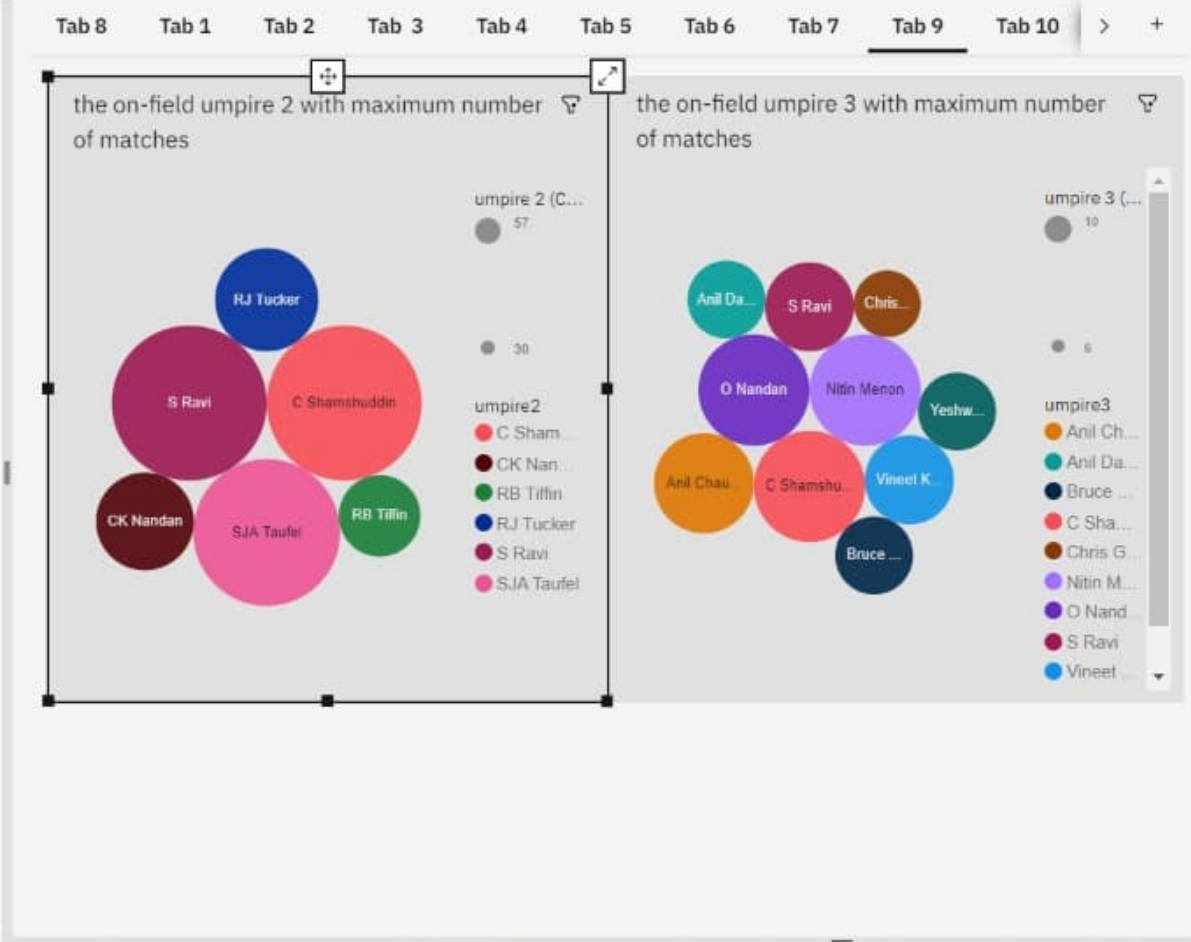 Tab 8 Tab 1 Tab 2 Tab 3 Tab 4 Tab 5 Tab 6 Tab 7 Tab 9 Tab 10 > +
the on-field umpire 2 with maximum number
of matches
umpire 2 (C...
57
30
RJ Tucker
S Ravi
C Shamshuddin
CK Nandan
SJA Taufel
RB Tiffin
umpire2
C Sham...
CK Nan...
RB Tiffin
RJ Tucker
S Ravi
SJA Taufel
the on-field umpire 3 with maximum number
of matches
umpire 3 (...
10
6
Anil Da...
S Ravi
Chris...
O Nandan
Nitin Menon
Yeshw...
Anil Chau...
C Shamshu...
Vineet K...
Bruce ...
umpire3
Anil Ch...
Anil Da...
Bruce ...
C Sha...
Chris G...
Nitin M...
O Nand...
S Ravi
Vineet ...